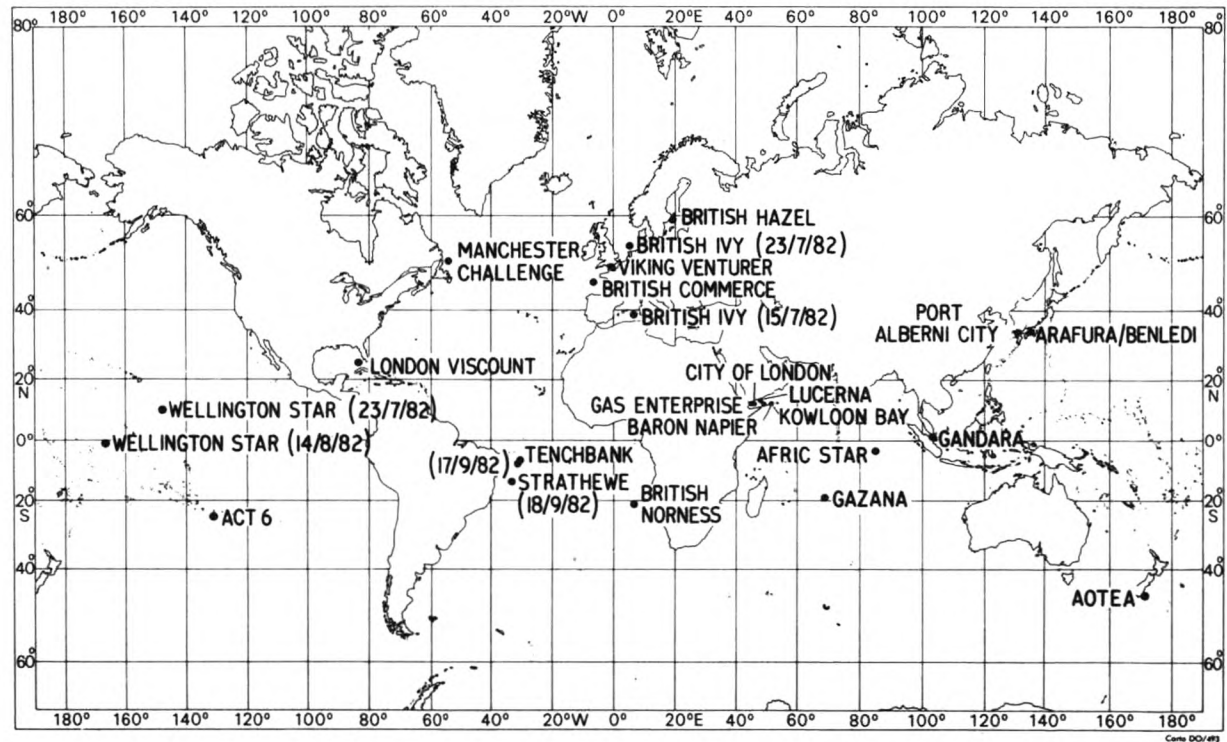 160° 140° 120° 100° 80° 60° 40° 20°W 0° 20°E 40° 60° 80° 100° 120° 140° 160° 170°
80° 80
BRITISH HAZEL
60° 60°
BRITISH IVY (23/7/82)
MANCHESTER
CHALLENGE
VIKING VENTURER
BRITISH COMMERCE
40° 40°
BRITISH IVY (15/7/82)
PORT
ALBERNI CITY
ARAFURA/BENLEDI
LONDON VISCOUNT
20° 20°
N N
CITY OF LONDON
LUCERNA
GAS ENTERPRISE
KOWLOON BAY
BARON NAPIER
WELLINGTON STAR (23/7/82)
0° 0°
WELLINGTON STAR (14/8/82)
GANDARA
AFRIC STAR
TENCHBANK
(17/9/82)
STRATHEWE
(18/9/82)
BRITISH
NORNESS
GAZANA
20° 20°
S S
ACT 6
40° 40°
AOTEA
60° 60°
160° 140° 120° 100° 80° 60° 40° 20°W 0° 20°E 40° 60° 80° 100° 120° 140° 160° 180°
Carto DO/493